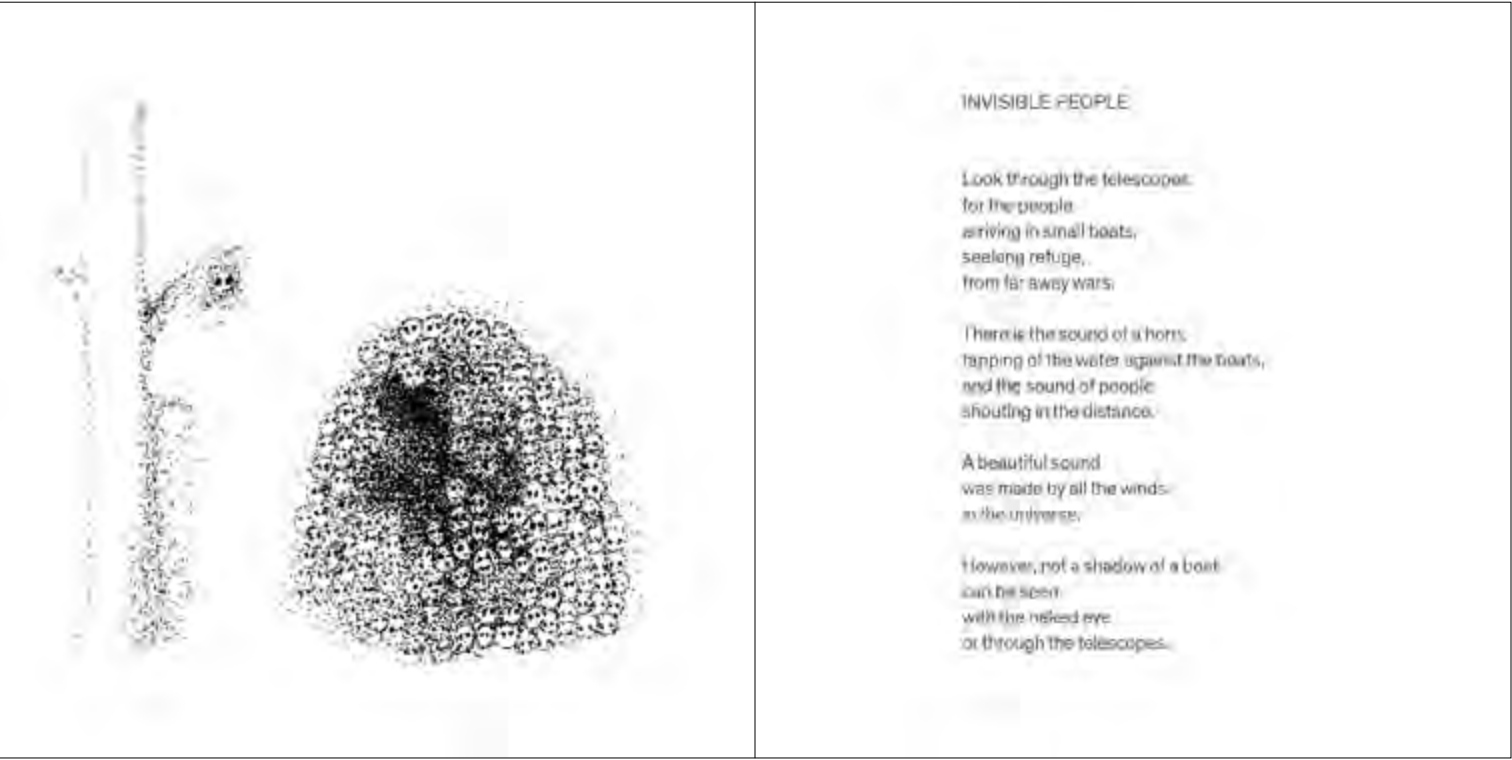 INVISIBLE PEOPLE
Look through the telescopes
for the people
arriving in small boats,
seeking refuge,
from far away wars.
There is the sound of a horn,
tapping of the water against the boats,
and the sound of people
shouting in the distance.
A beautiful sound
was made by all the winds
in the universe.
However, not a shadow of a boat
can be seen
with the naked eye
or through the telescopes.